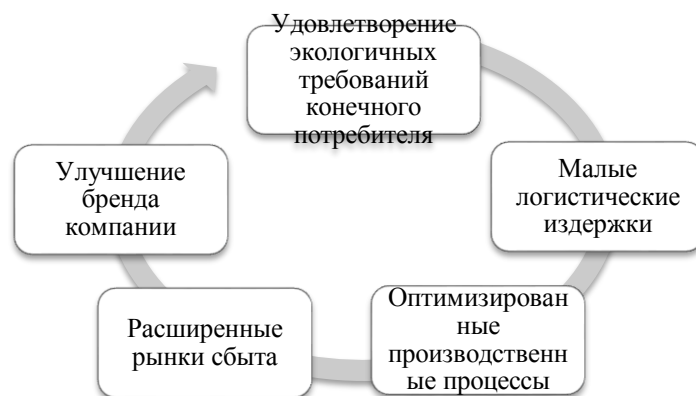 Удовлетворение
экологичных
требований
конечного
потребителя
Малые
логистические
издержки
Оптимизирован
ные
производственн
ые процессы
Расширенные
рынки сбыта
Улучшение
бренда
компании